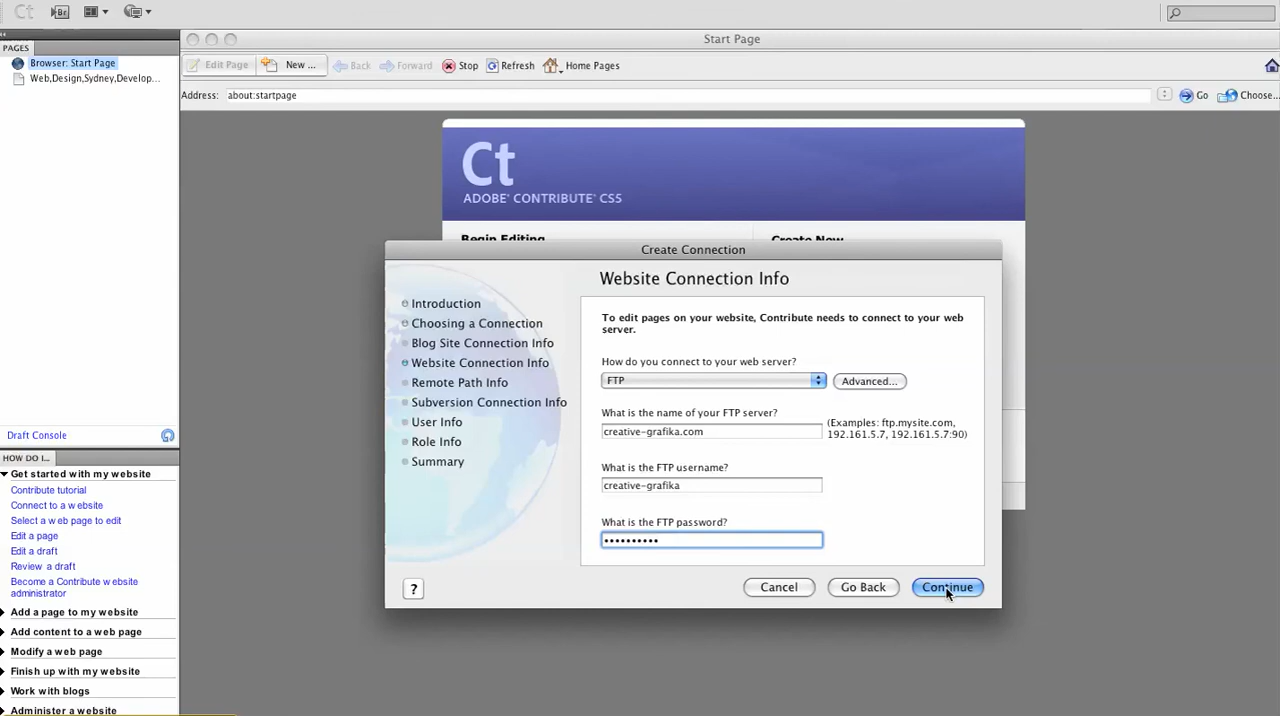 Ct
Br
PAGES
Browser: Start Page
Web,Design,Sydney,Develop...
Draft Console
HOW DO I...
Get started with my website
Contribute tutorial
Connect to a website
Select a web page to edit
Edit a page
Edit a draft
Review a draft
Become a Contribute website
administrator
Add a page to my website
Add content to a web page
Modify a web page
Finish up with my website
Work with blogs
Administer a website
Start Page
Edit Page
New ...
Back
Forward
Stop
Refresh
Home Pages
Address:
about:startpage
Go
Choose...
Ct
ADOBE® CONTRIBUTE® CS5
Begin Editing
Create New
Create Connection
Introduction
Choosing a Connection
Blog Site Connection Info
Website Connection Info
Remote Path Info
Subversion Connection Info
User Info
Role Info
Summary
Website Connection Info
To edit pages on your website, Contribute needs to connect to your web
server.
How do you connect to your web server?
FTP
Advanced...
What is the name of your FTP server?
creative-grafika.com
(Examples: ftp.mysite.com,
192.161.5.7, 192.161.5.7:90)
What is the FTP username?
creative-grafika
What is the FTP password?
••••••••••
?
Cancel
Go Back
Continue